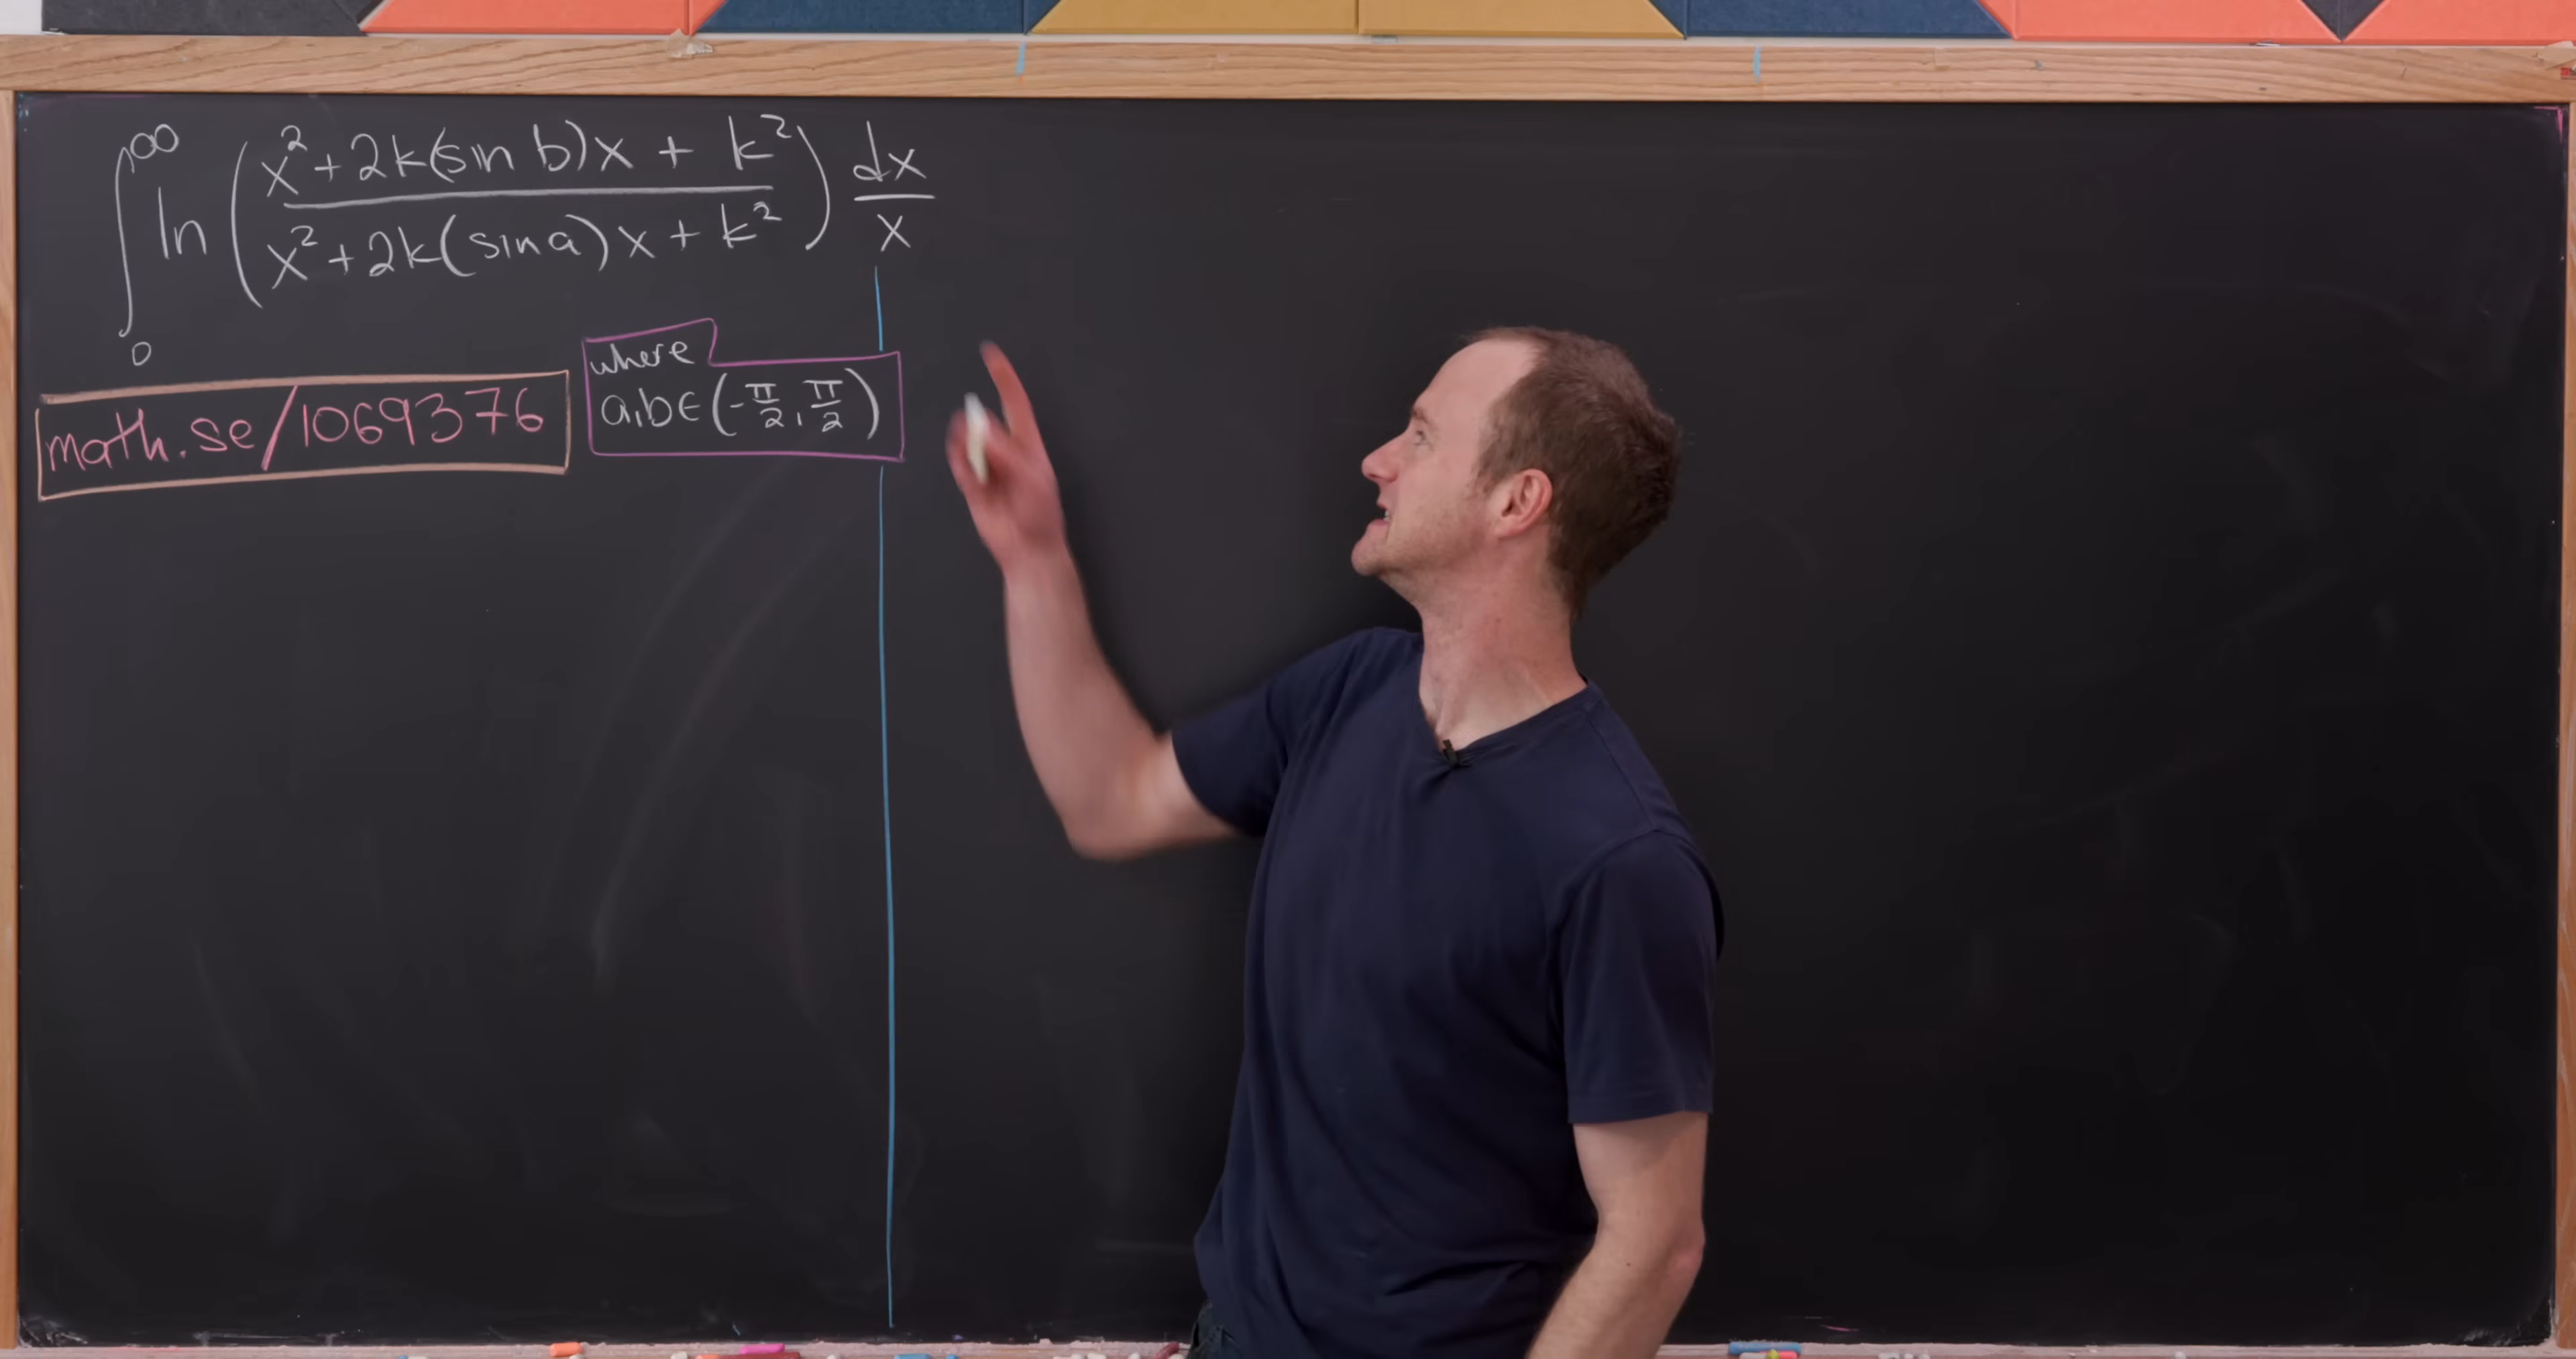 ∫₀^∞ ln ( (x² + 2k(sin b)x + k²) / (x² + 2k(sin a)x + k²) ) dx/x
where
a,b ∈ (-π/2, π/2)
math.se/1069376